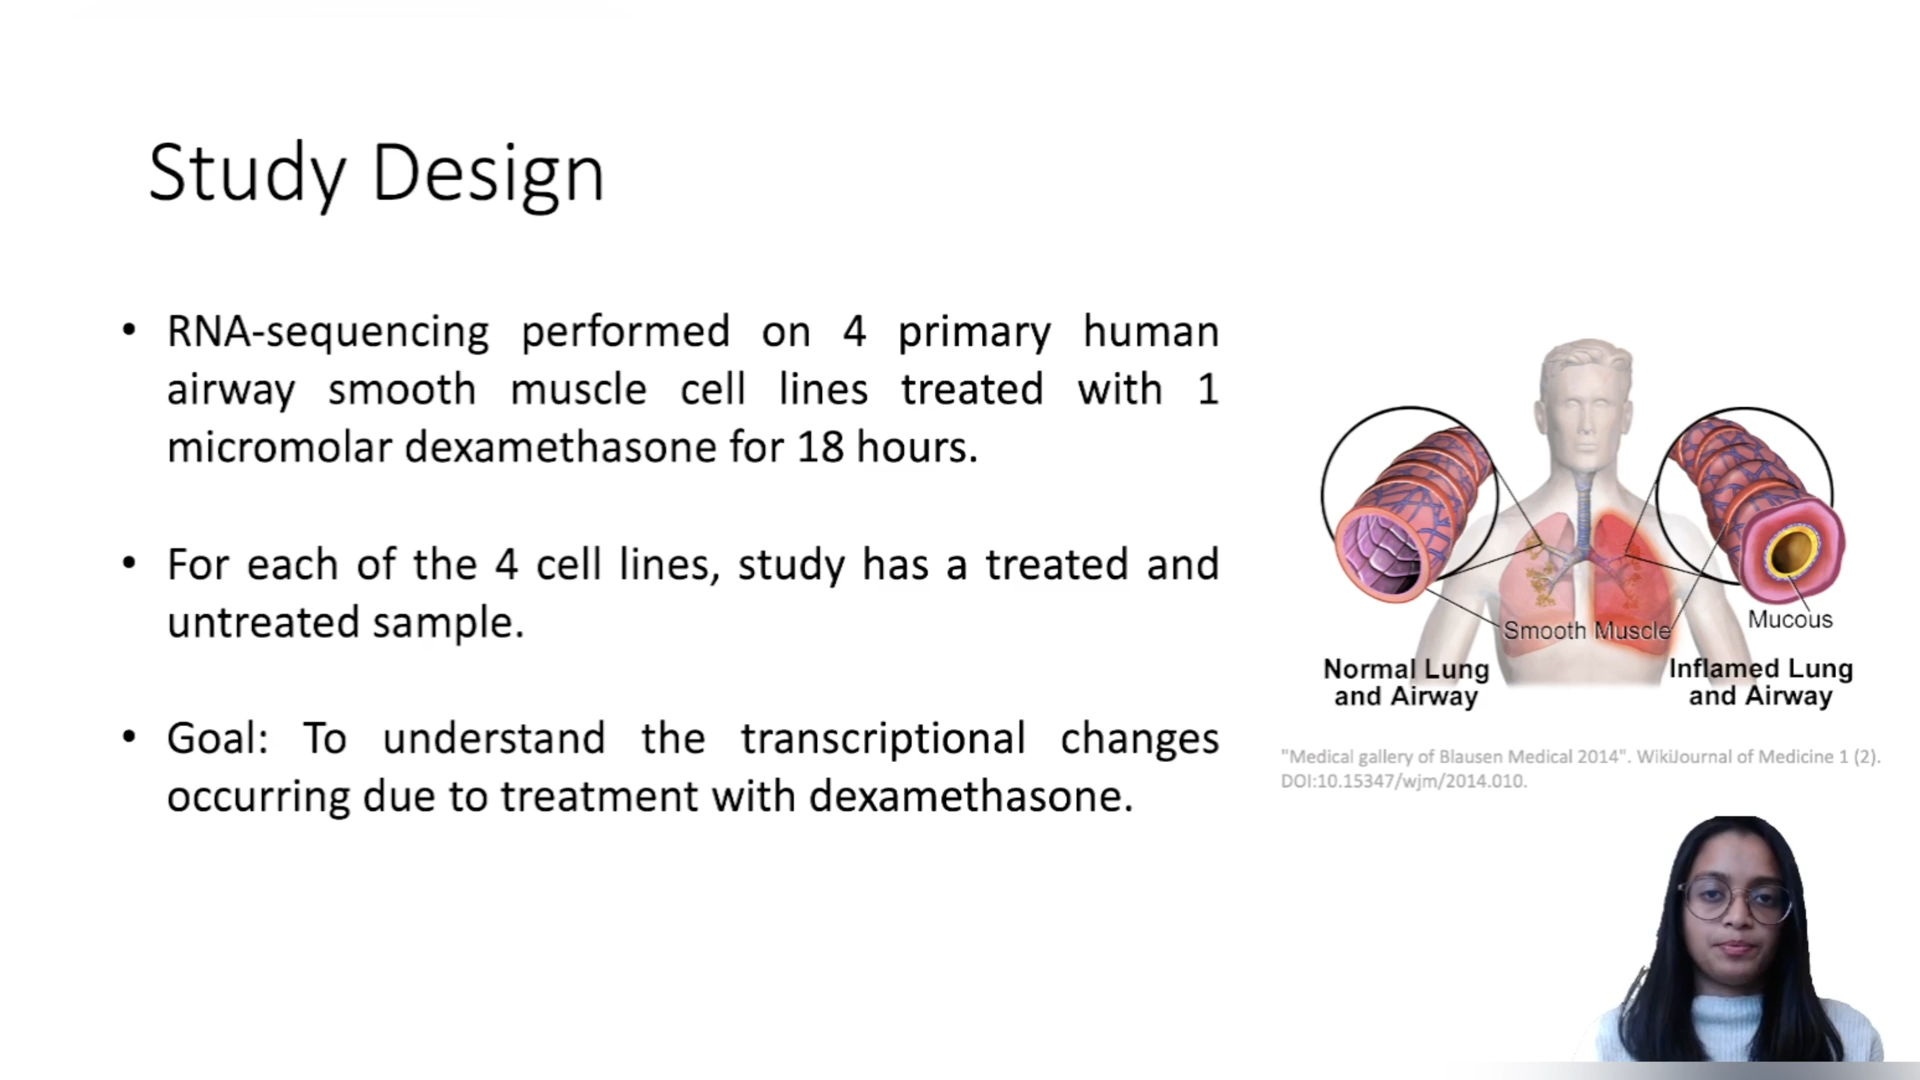 Study Design
• RNA-sequencing performed on 4 primary human
airway smooth muscle cell lines treated with 1
micromolar dexamethasone for 18 hours.
• For each of the 4 cell lines, study has a treated and
untreated sample.
• Goal: To understand the transcriptional changes
occurring due to treatment with dexamethasone.
Smooth Muscle
Mucous
Normal Lung
and Airway
Inflamed Lung
and Airway
"Medical gallery of Blausen Medical 2014". WikiJournal of Medicine 1 (2).
DOI:10.15347/wjm/2014.010.